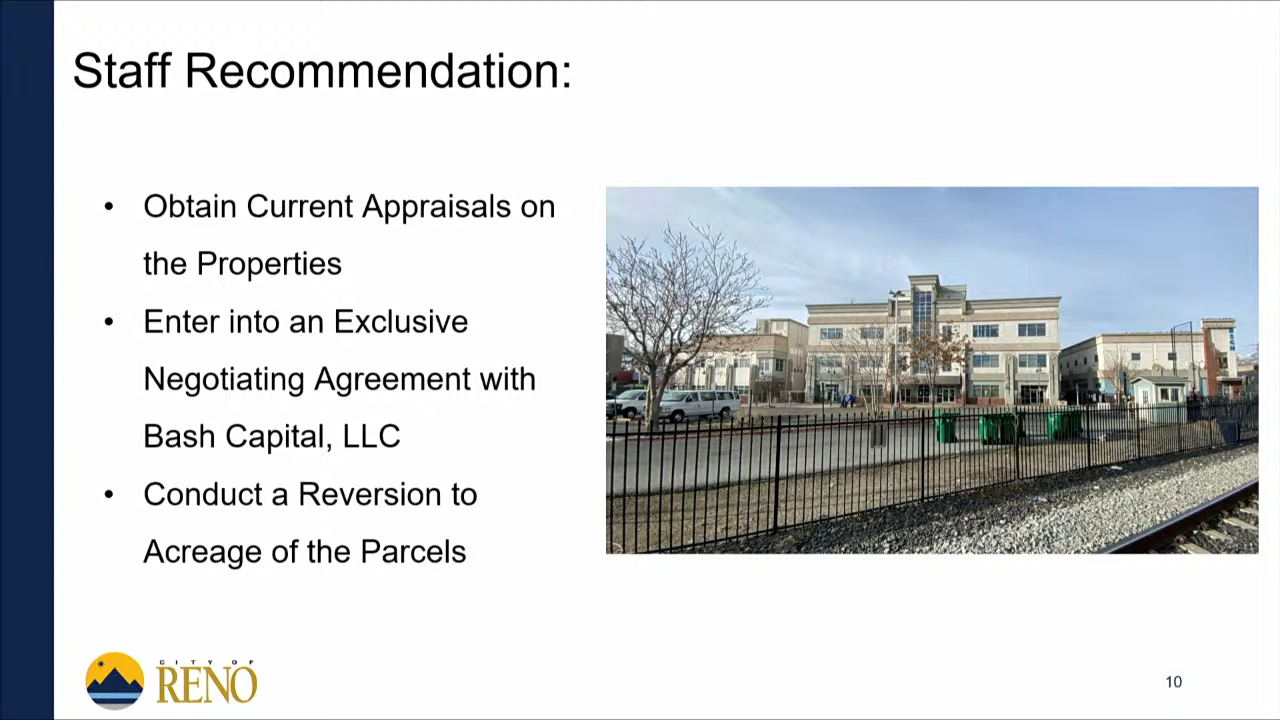 Staff Recommendation:
• Obtain Current Appraisals on
the Properties
• Enter into an Exclusive
Negotiating Agreement with
Bash Capital, LLC
• Conduct a Reversion to
Acreage of the Parcels
CITY OF
RENO
10